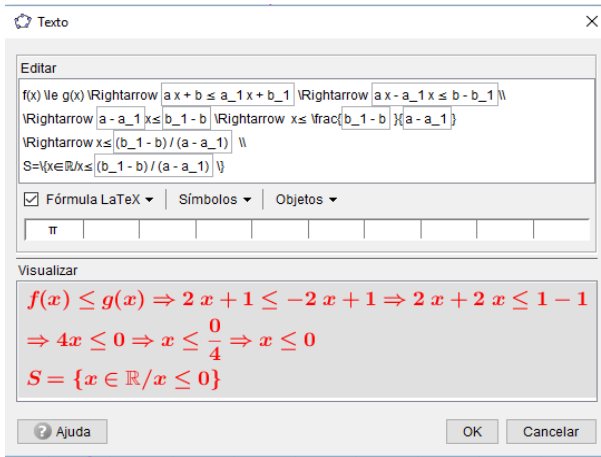 Texto
Editar
f(x) \le g(x) \Rightarrow a x + b ≤ a_1 x + b_1 \Rightarrow a x - a_1 x ≤ b - b_1 \\
\Rightarrow a - a_1 x≤ b_1 - b \Rightarrow x≤ \frac{ b_1 - b }{ a - a_1 }
\Rightarrow x≤ (b_1 - b) / (a - a_1) \\
S=\{x∈ℝ/x≤ (b_1 - b) / (a - a_1) \}
Fórmula LaTeX Símbolos Objetos
π
Visualizar
f(x) ≤ g(x) ⇒ 2 x + 1 ≤ −2 x + 1 ⇒ 2 x + 2 x ≤ 1 − 1
⇒ 4x ≤ 0 ⇒ x ≤ 0/4 ⇒ x ≤ 0
S = {x ∈ ℝ/x ≤ 0}
Ajuda OK Cancelar